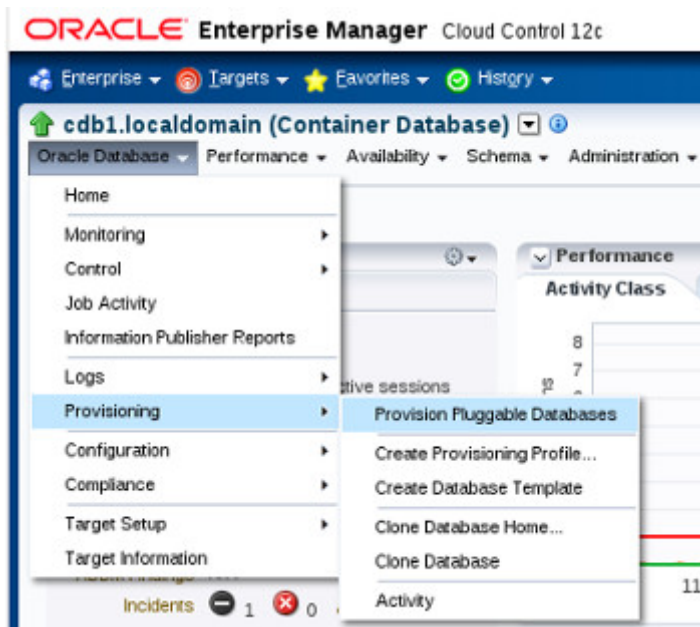 ORACLE Enterprise Manager Cloud Control 12c
Enterprise Targets Favorites History
cdb1.localdomain (Container Database)
Oracle Database Performance Availability Schema Administration
Home
Monitoring
Control
Job Activity
Information Publisher Reports
Logs
Provisioning
Configuration
Compliance
Target Setup
Target Information
Performance
Activity Class
8
7
tive sessions
Provision Pluggable Databases
Create Provisioning Profile...
Create Database Template
Clone Database Home...
Clone Database
Activity
11
Incidents 1 0